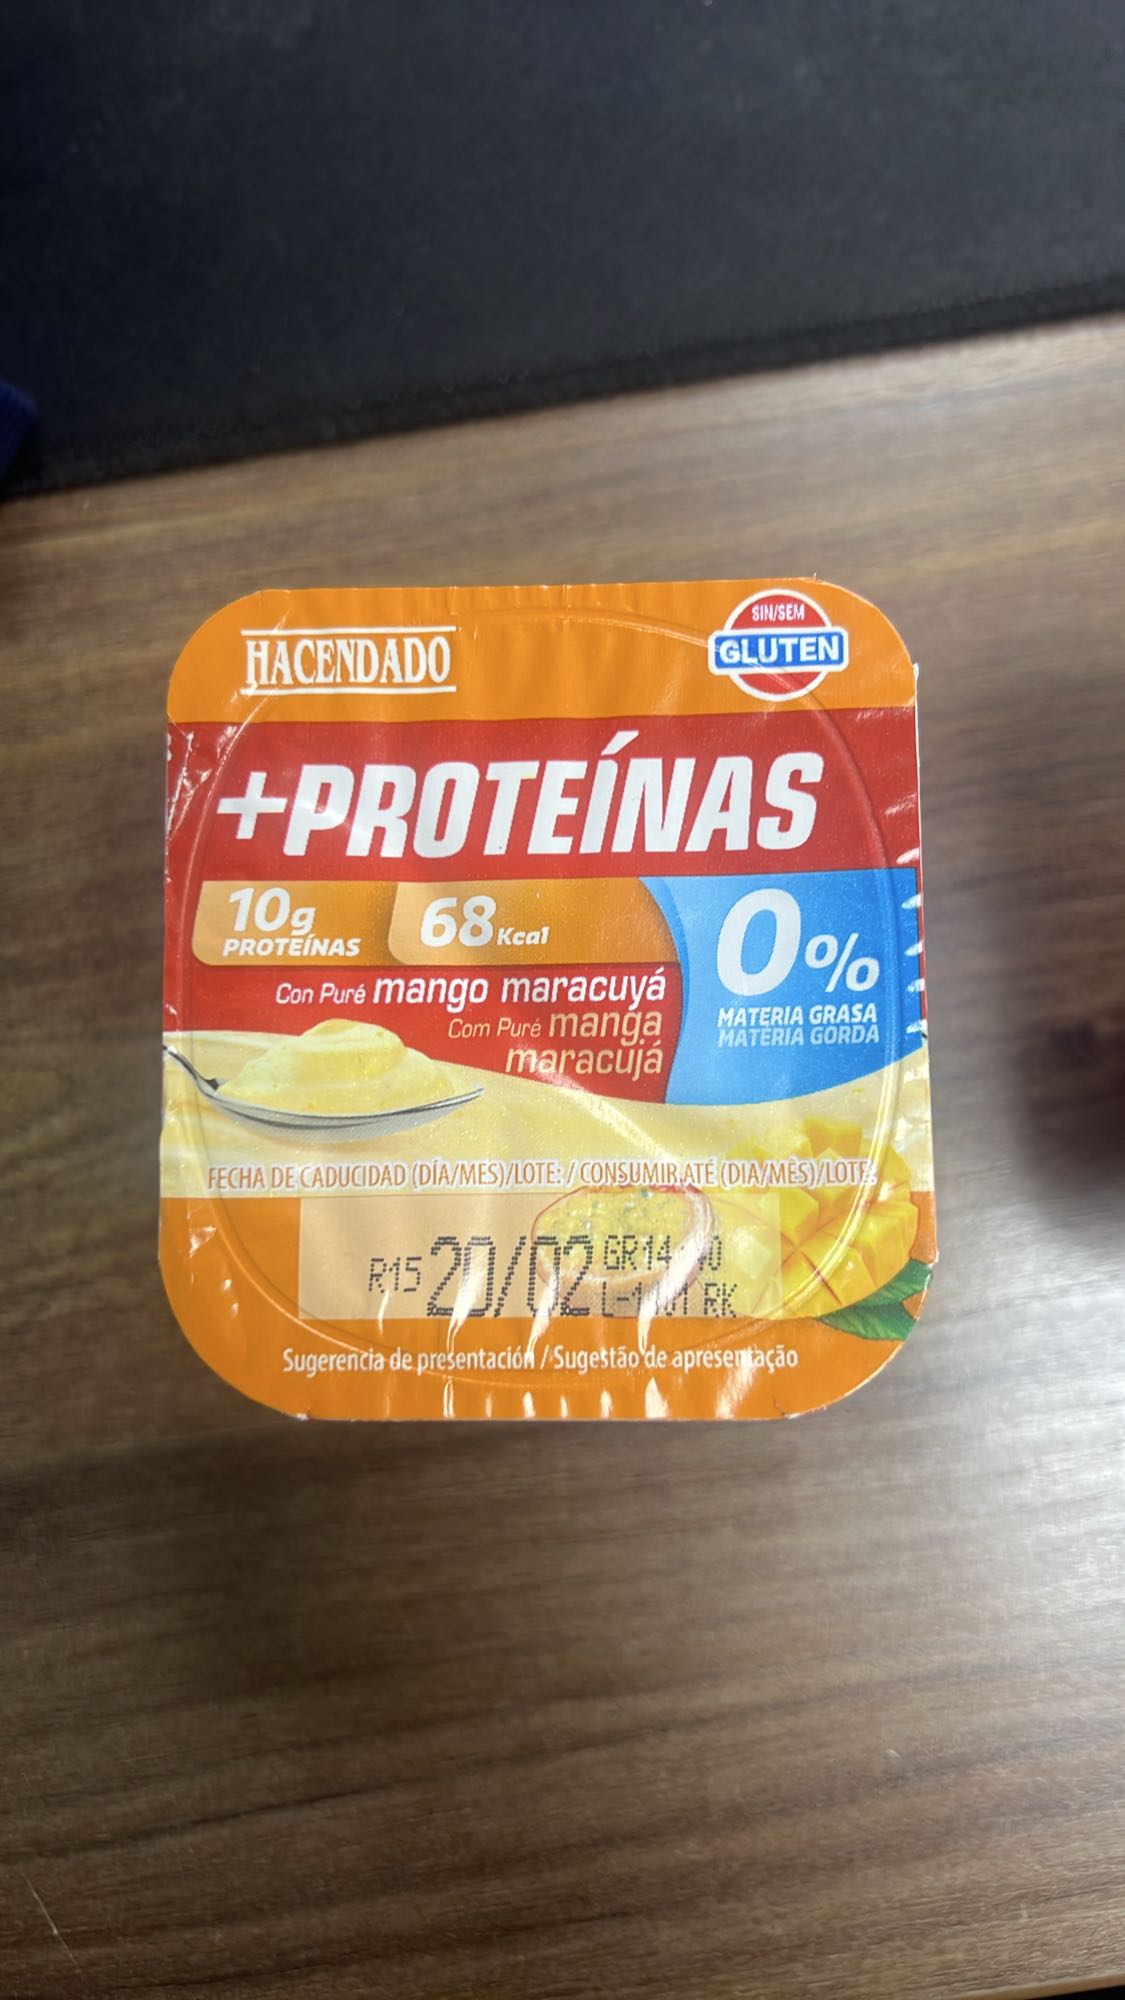 HACENDADO
SIN/SEM
GLUTEN
+PROTEÍNAS
10g
PROTEÍNAS
68 Kcal
0%
MATERIA GRASA
MATÉRIA GORDA
Con Puré mango maracuyá
Com Puré manga
maracujá
FECHA DE CADUCIDAD (DÍA/MES)/LOTE: / CONSUMIR ATÉ (DIA/MÊS)/LOTE:
R15 20/02
RK
Sugerencia de presentación / Sugestão de apresentação